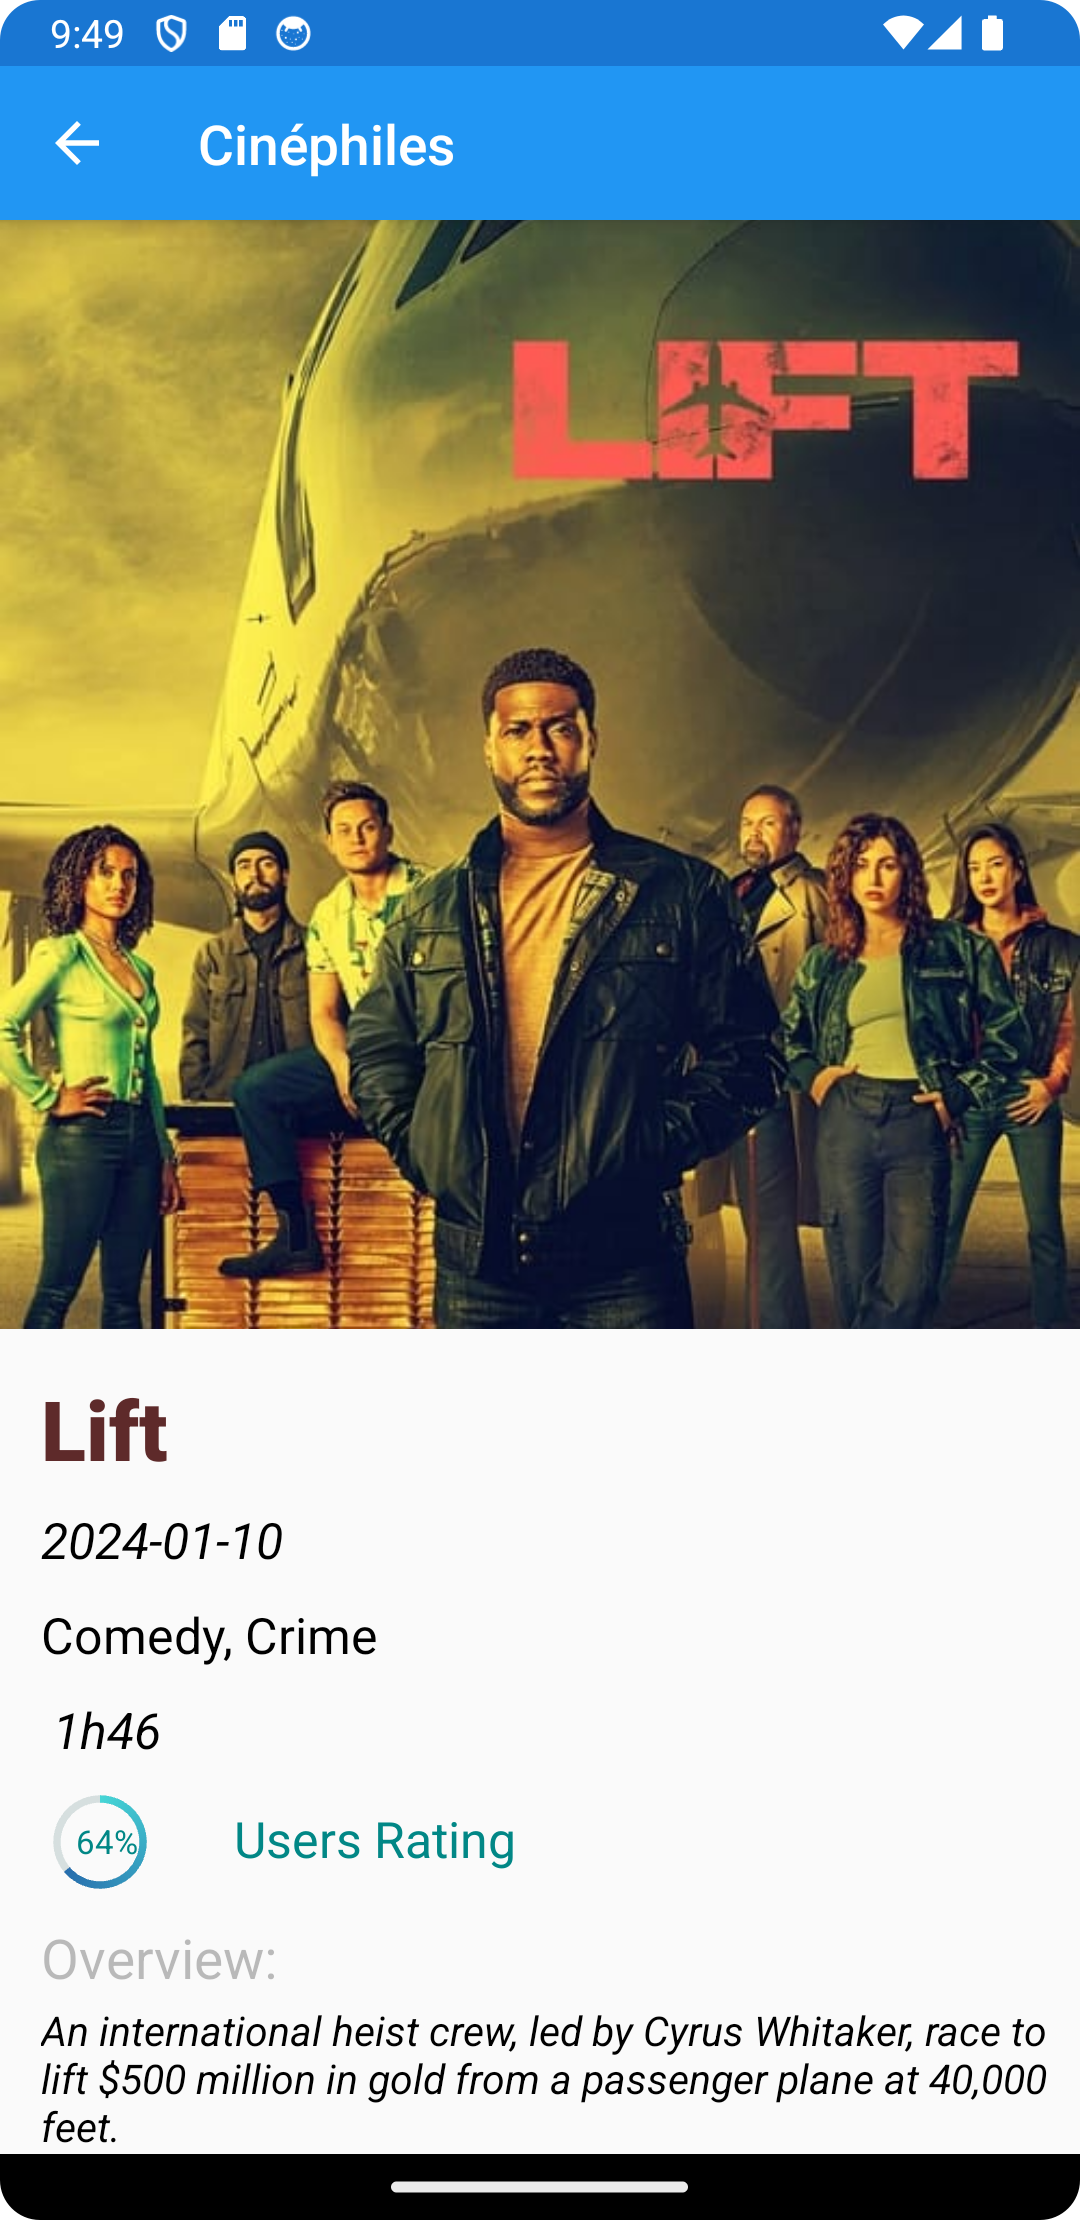 9:49
Cinéphiles
LIFT
Lift
2024-01-10
Comedy, Crime
1h46
64%
Users Rating
Overview:
An international heist crew, led by Cyrus Whitaker, race to
lift $500 million in gold from a passenger plane at 40,000
feet.